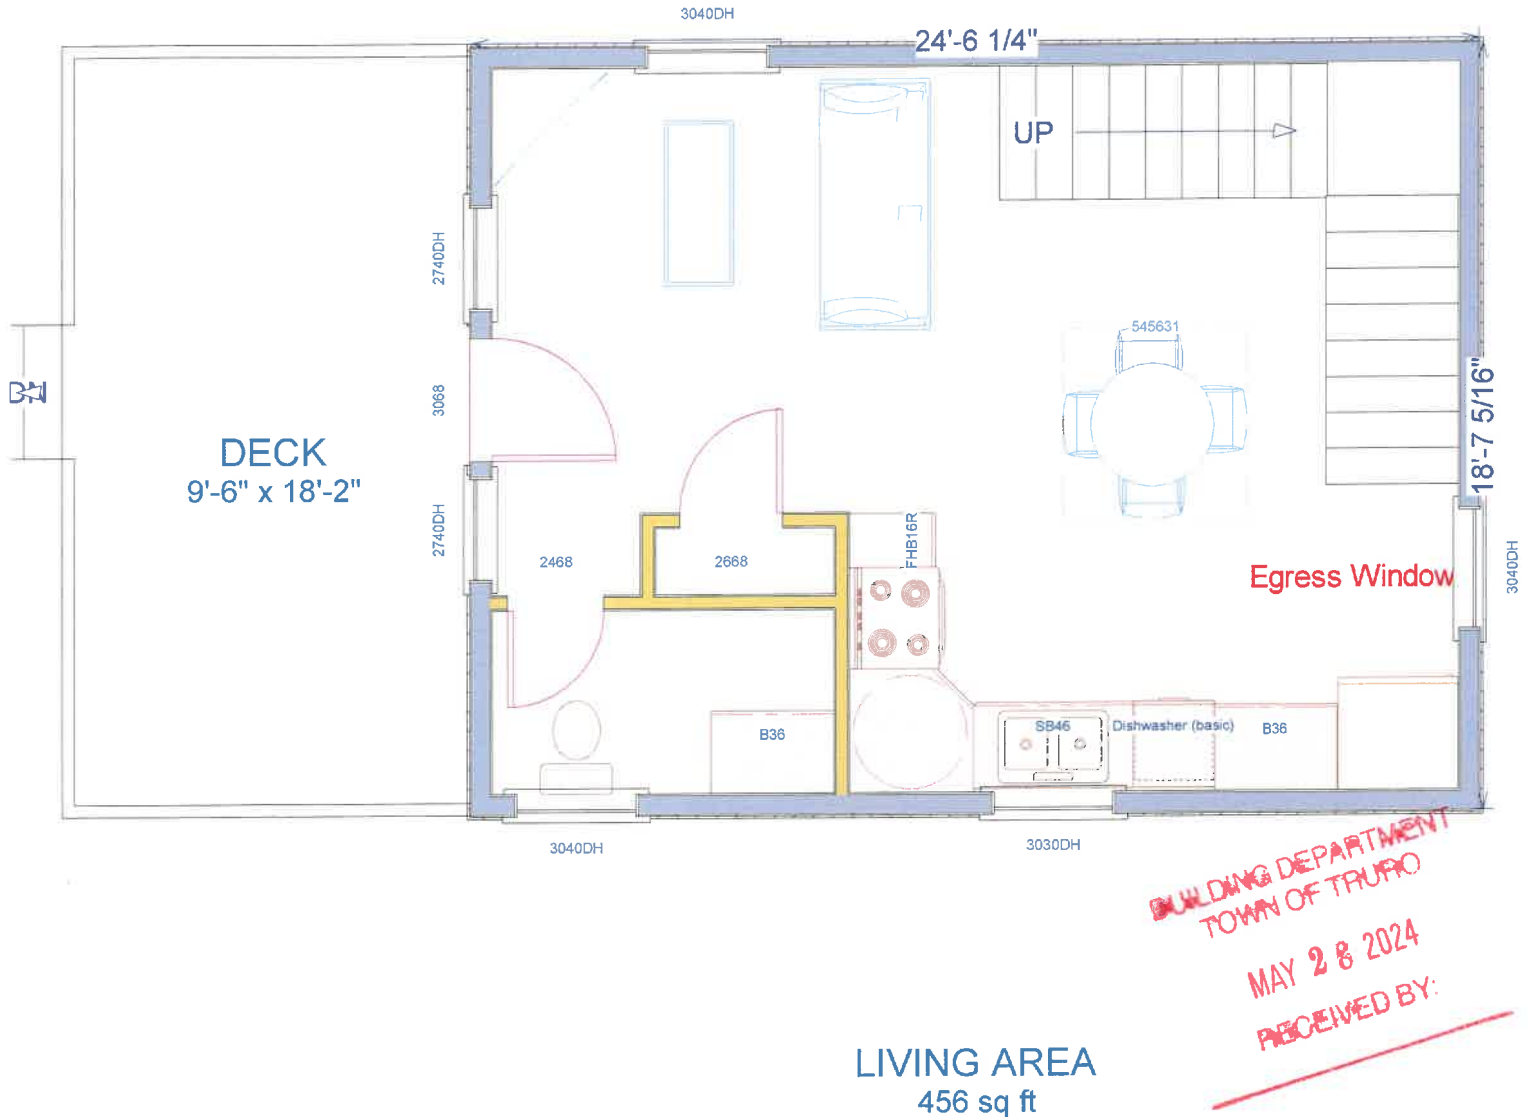 3040DH
24'-6 1/4"
UP
2740DH
3068
2740DH
DECK
9'-6" x 18'-2"
545631
18'-7 5/16"
FHB16R
2468
2668
Egress Window
3040DH
B36
SB46
Dishwasher (basic)
B36
3040DH
3030DH
BUILDING DEPARTMENT
TOWN OF TRURO
MAY 28 2024
RECEIVED BY:
LIVING AREA
456 sq ft